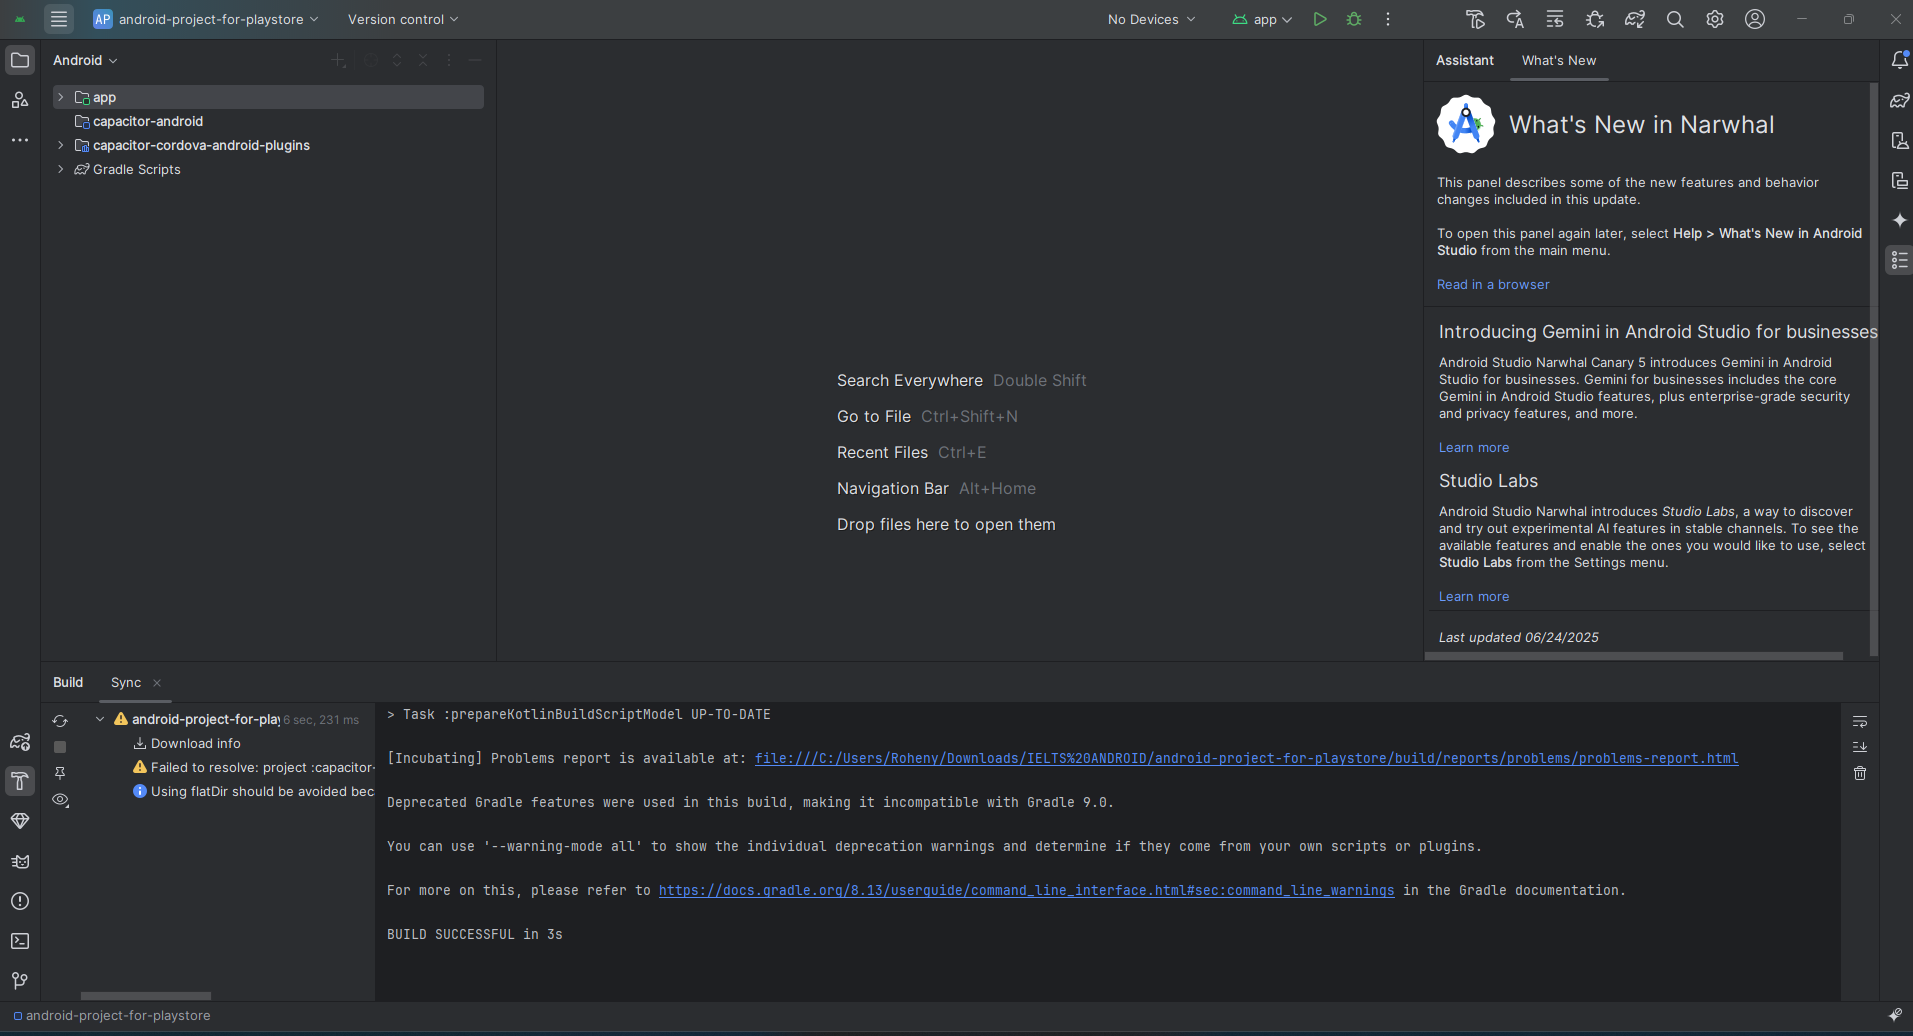 AP android-project-for-playstore
Version control
No Devices
app
Android
app
capacitor-android
capacitor-cordova-android-plugins
Gradle Scripts
Search Everywhere Double Shift
Go to File Ctrl+Shift+N
Recent Files Ctrl+E
Navigation Bar Alt+Home
Drop files here to open them
Assistant
What's New
What's New in Narwhal
This panel describes some of the new features and behavior
changes included in this update.
To open this panel again later, select Help > What's New in Android
Studio from the main menu.
Read in a browser
Introducing Gemini in Android Studio for businesses
Android Studio Narwhal Canary 5 introduces Gemini in Android
Studio for businesses. Gemini for businesses includes the core
Gemini in Android Studio features, plus enterprise-grade security
and privacy features, and more.
Learn more
Studio Labs
Android Studio Narwhal introduces Studio Labs, a way to discover
and try out experimental AI features in stable channels. To see the
available features and enable the ones you would like to use, select
Studio Labs from the Settings menu.
Learn more
Last updated 06/24/2025
Build
Sync
android-project-for-play 6 sec, 231 ms
Download info
Failed to resolve: project :capacitor-
Using flatDir should be avoided bec
> Task :prepareKotlinBuildScriptModel UP-TO-DATE
[Incubating] Problems report is available at: file:///C:/Users/Roheny/Downloads/IELTS%20ANDROID/android-project-for-playstore/build/reports/problems/problems-report.html
Deprecated Gradle features were used in this build, making it incompatible with Gradle 9.0.
You can use '--warning-mode all' to show the individual deprecation warnings and determine if they come from your own scripts or plugins.
For more on this, please refer to https://docs.gradle.org/8.13/userguide/command_line_interface.html#sec:command_line_warnings in the Gradle documentation.
BUILD SUCCESSFUL in 3s
android-project-for-playstore